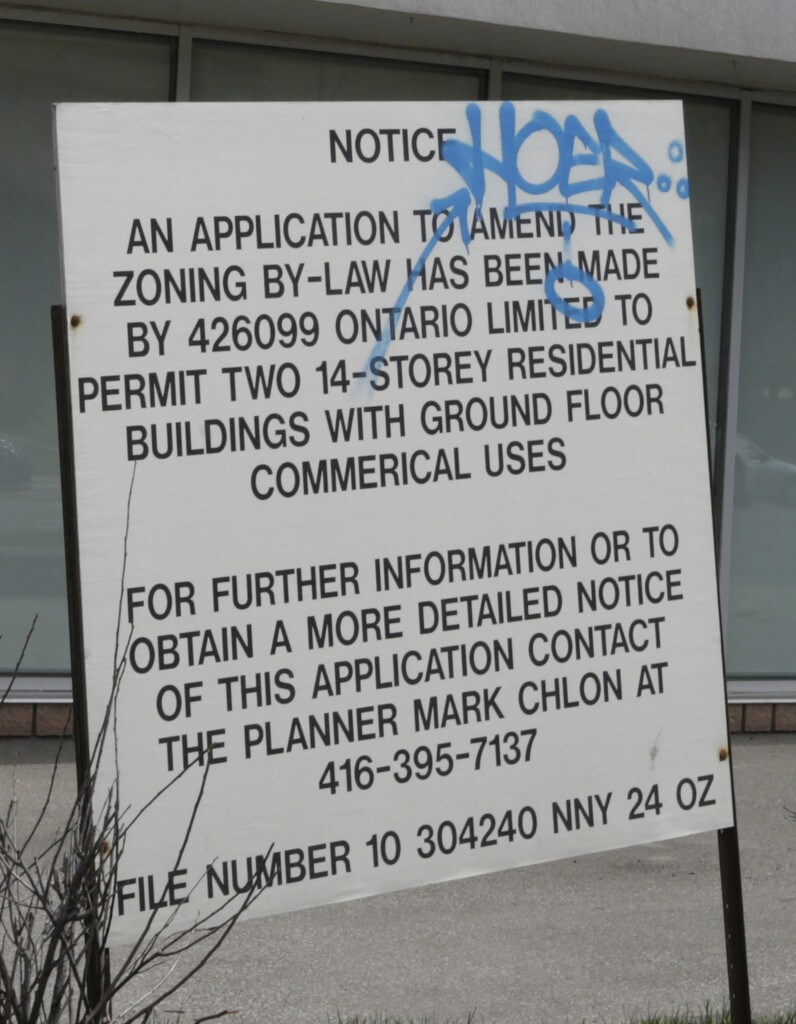 NOTICE
HOER
AN APPLICATION TO AMEND THE
ZONING BY-LAW HAS BEEN MADE
BY 426099 ONTARIO LIMITED TO
PERMIT TWO 14-STOREY RESIDENTIAL
BUILDINGS WITH GROUND FLOOR
COMMERICAL USES
FOR FURTHER INFORMATION OR TO
OBTAIN A MORE DETAILED NOTICE
OF THIS APPLICATION CONTACT
THE PLANNER MARK CHLON AT
416-395-7137
FILE NUMBER 10 304240 NNY 24 OZ